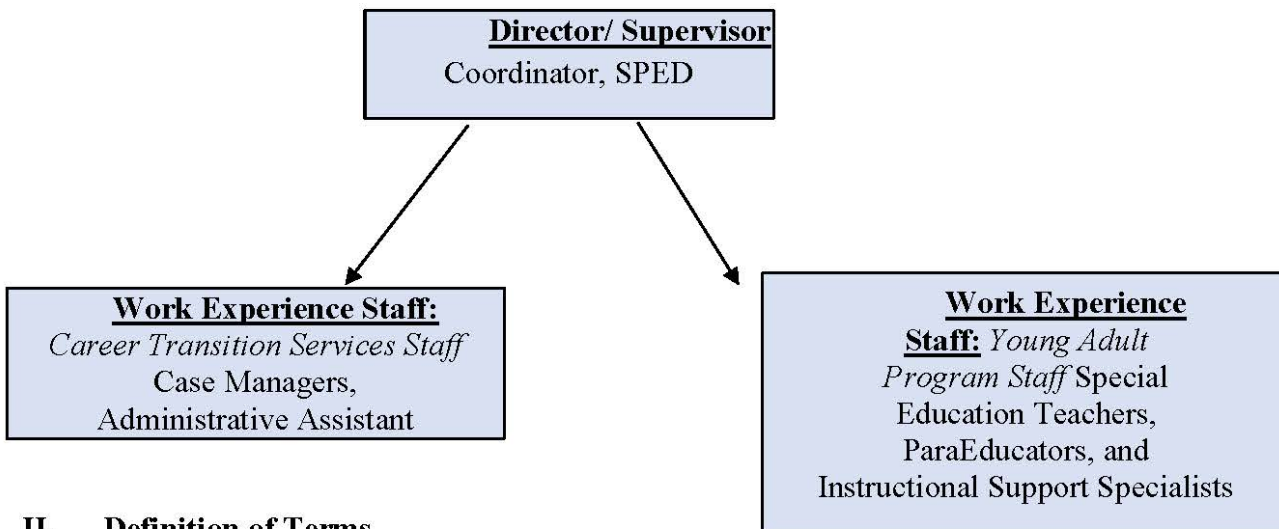 Director/ Supervisor
Coordinator, SPED
Work Experience Staff:
Career Transition Services Staff
Case Managers,
Administrative Assistant
Work Experience
Staff: Young Adult
Program Staff Special
Education Teachers,
ParaEducators, and
Instructional Support Specialists
II. Definition of Terms